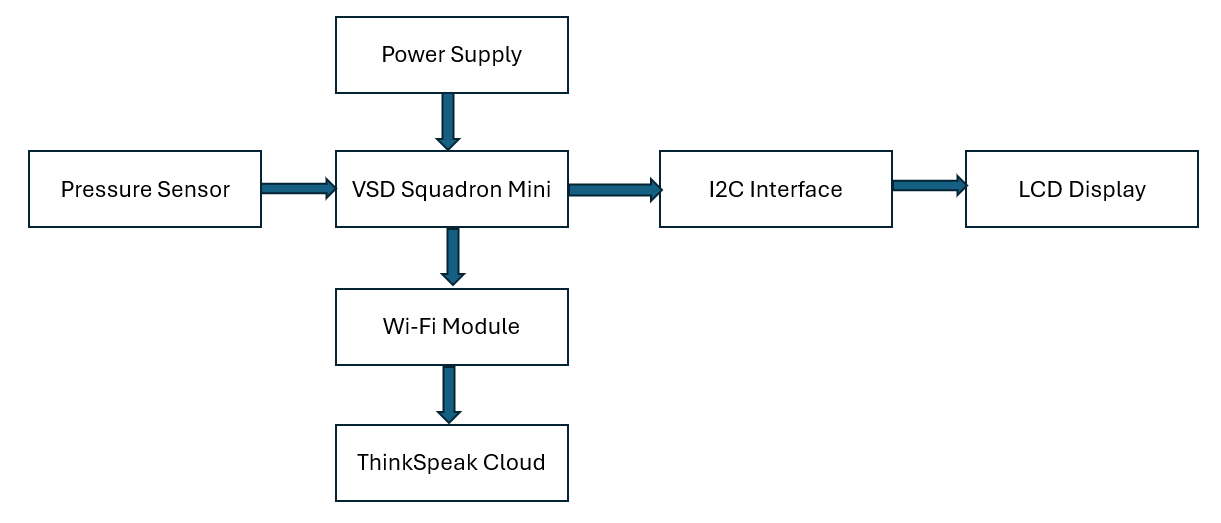 Power Supply
Pressure Sensor
VSD Squadron Mini
I2C Interface
LCD Display
Wi-Fi Module
ThinkSpeak Cloud